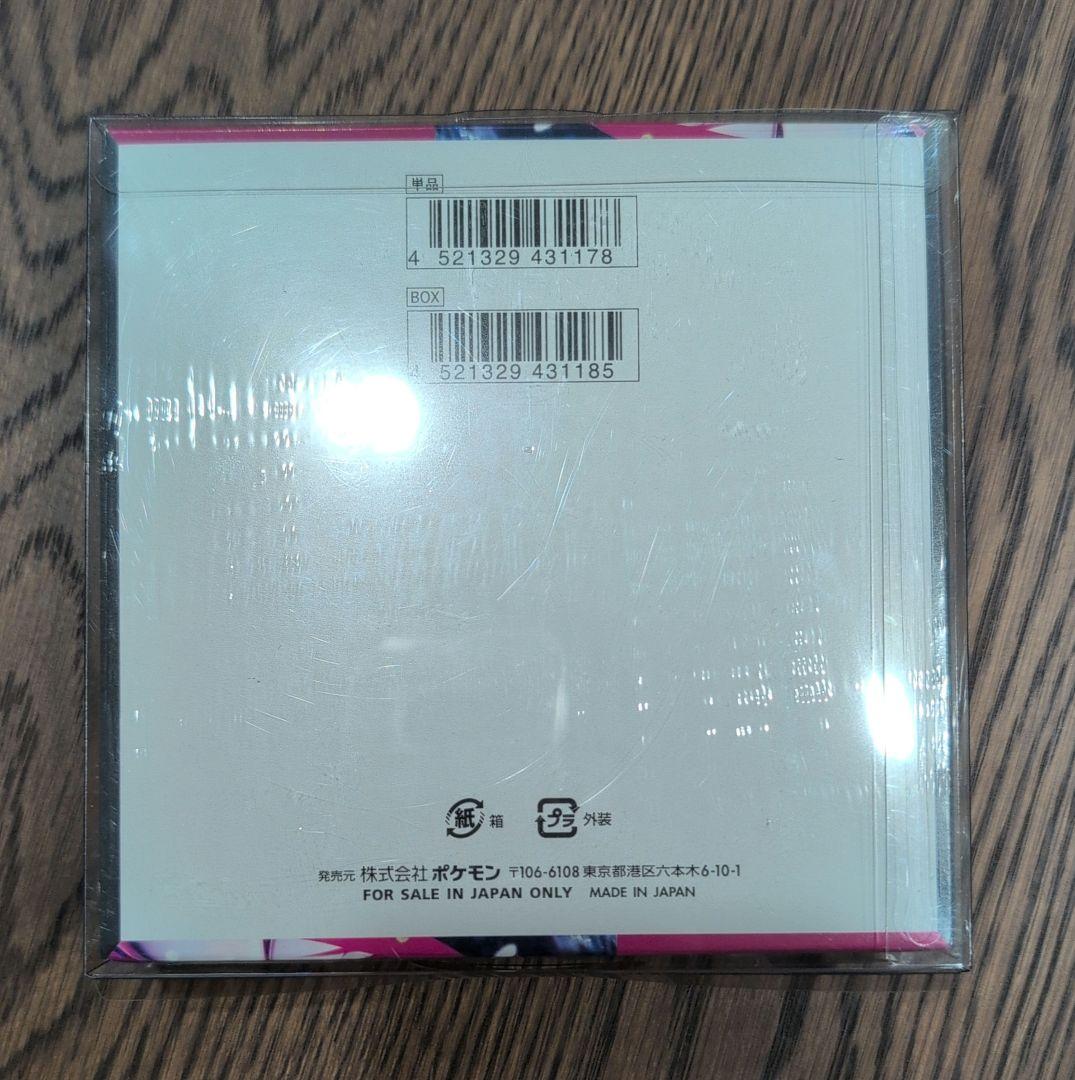 単品
4 521329 431178
BOX
4 521329 431185
紙 箱 プラ 外装
発売元 株式会社 ポケモン 〒106-6108 東京都港区六本木6-10-1
FOR SALE IN JAPAN ONLY MADE IN JAPAN